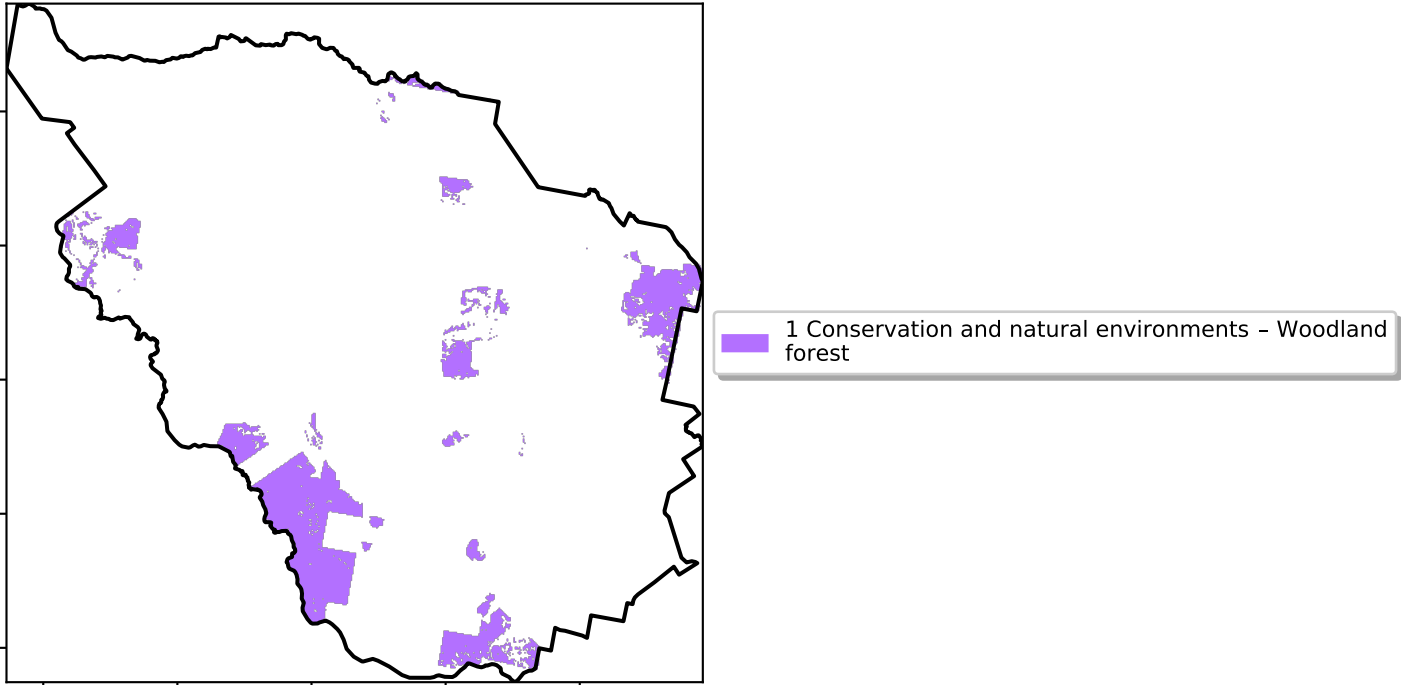 1 Conservation and natural environments – Woodland
forest